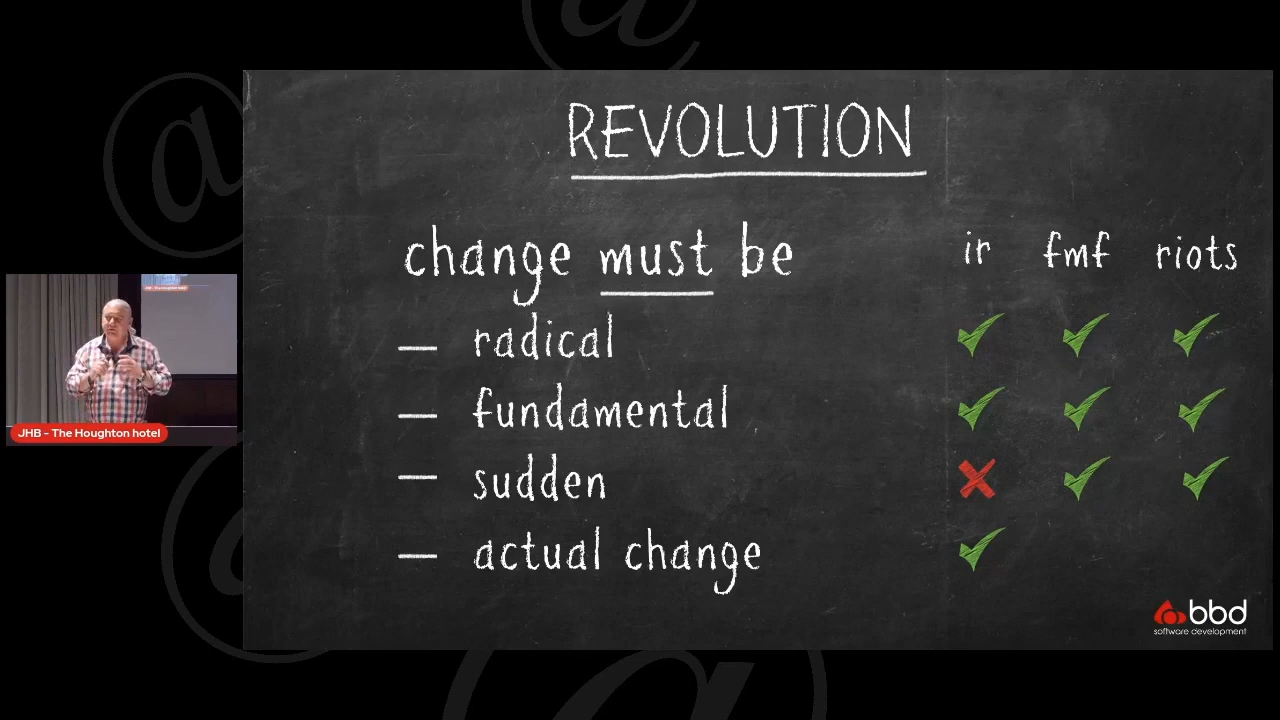 REVOLUTION
change must be
ir fmf riots
– radical
– fundamental
– sudden
– actual change
JHB - The Houghton hotel
bbd
software development